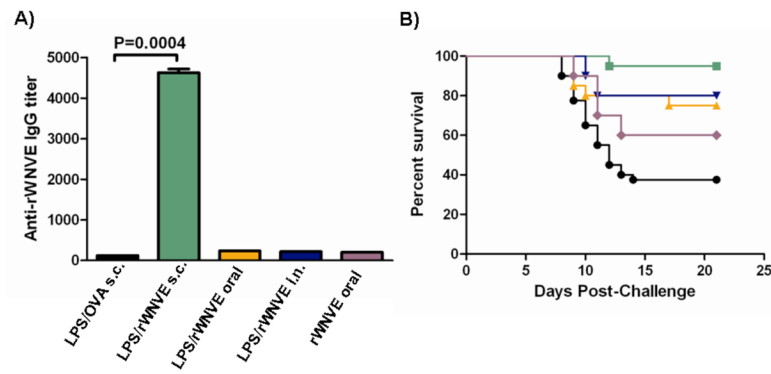 A)
P=0.0004
Anti-rWNVE IgG titer
5000
4000
3000
2000
1000
0
LPS/OVA s.c.
LPS/rWNVE s.c.
LPS/rWNVE oral
LPS/rWNVE i.n.
rWNVE oral
B)
Percent survival
100
80
60
40
20
0
0 5 10 15 20 25
Days Post-Challenge